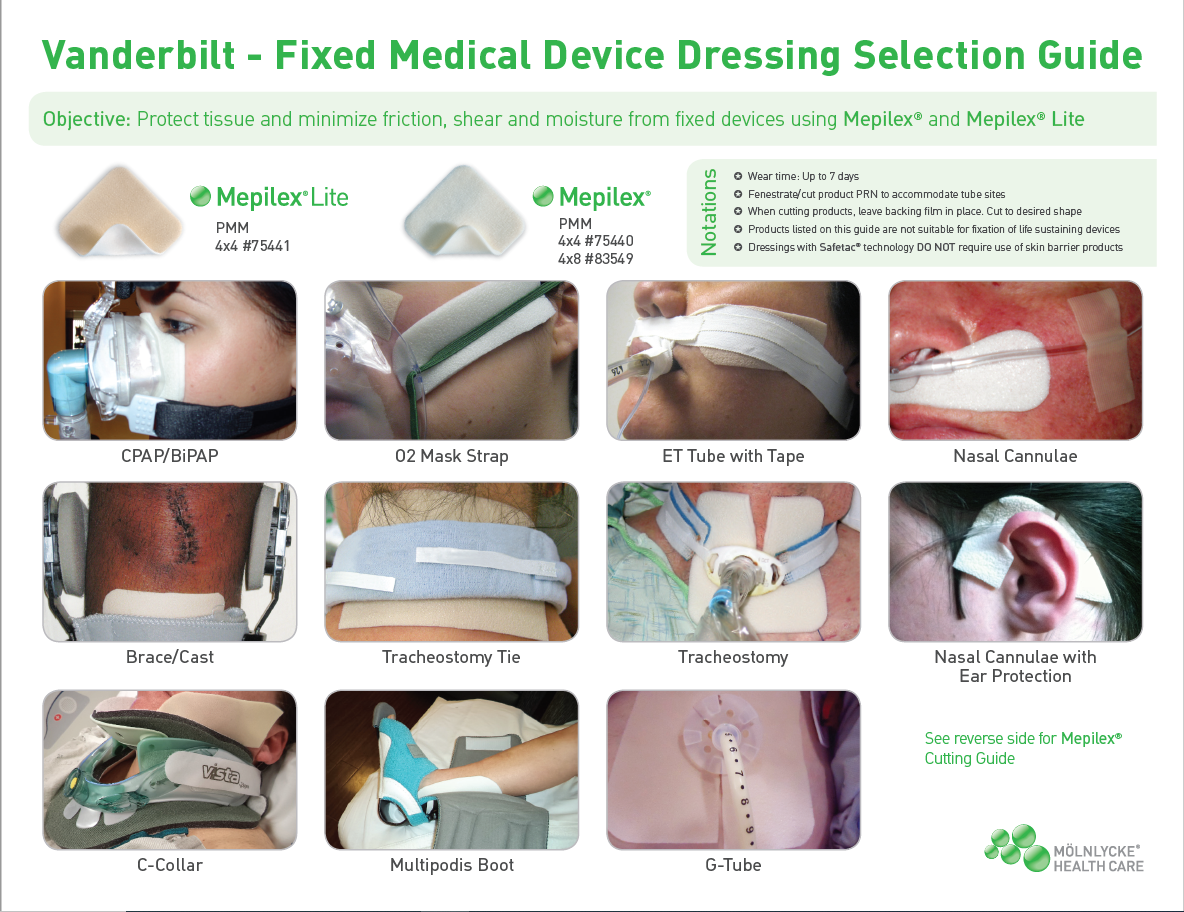 Vanderbilt - Fixed Medical Device Dressing Selection Guide
Objective: Protect tissue and minimize friction, shear and moisture from fixed devices using Mepilex® and Mepilex® Lite
Mepilex® Lite
PMM
4x4 #75441
Mepilex®
PMM
4x4 #75440
4x8 #83549
Notations
Wear time: Up to 7 days
Fenestrate/cut product PRN to accommodate tube sites
When cutting products, leave backing film in place. Cut to desired shape
Products listed on this guide are not suitable for fixation of life sustaining devices
Dressings with Safetac® technology DO NOT require use of skin barrier products
CPAP/BiPAP
O2 Mask Strap
ET Tube with Tape
Nasal Cannulae
Brace/Cast
Tracheostomy Tie
Tracheostomy
Nasal Cannulae with
Ear Protection
vista
C-Collar
Multipodis Boot
5 • 6 • 7 • 8 • 9 •
G-Tube
See reverse side for Mepilex®
Cutting Guide
MÖLNLYCKE®
HEALTH CARE